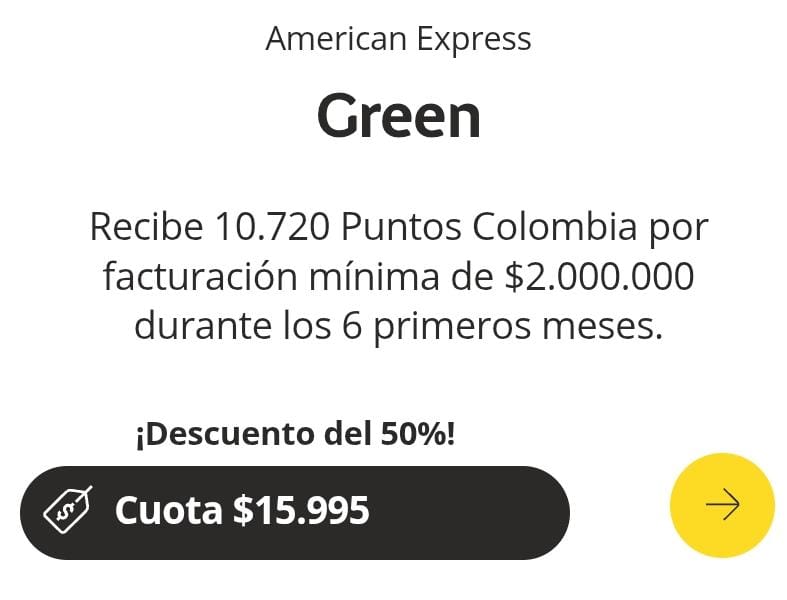 American Express
Green
Recibe 10.720 Puntos Colombia por
facturación mínima de $2.000.000
durante los 6 primeros meses.
¡Descuento del 50%!
Cuota $15.995